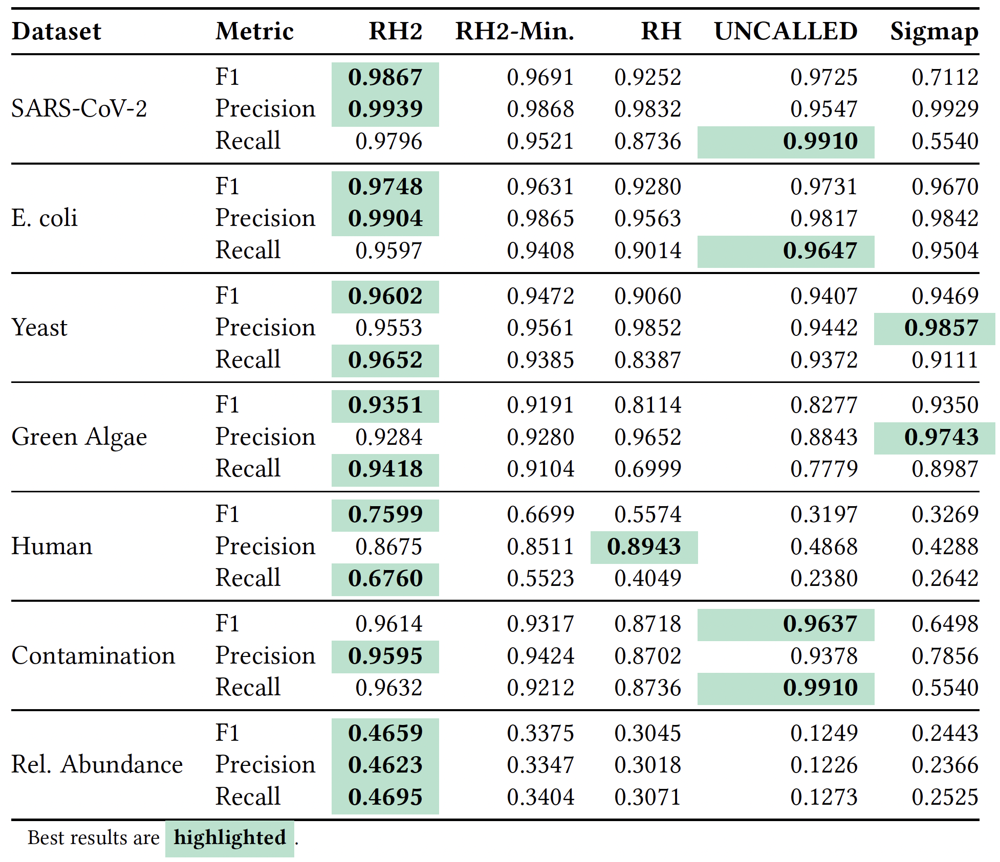 Dataset Metric RH2 RH2-Min. RH UNCALLED Sigmap
F1 0.9867 0.9691 0.9252 0.9725 0.7112
SARS-CoV-2 Precision 0.9939 0.9868 0.9832 0.9547 0.9929
Recall 0.9796 0.9521 0.8736 0.9910 0.5540
F1 0.9748 0.9631 0.9280 0.9731 0.9670
E. coli Precision 0.9904 0.9865 0.9563 0.9817 0.9842
Recall 0.9597 0.9408 0.9014 0.9647 0.9504
F1 0.9602 0.9472 0.9060 0.9407 0.9469
Yeast Precision 0.9553 0.9561 0.9852 0.9442 0.9857
Recall 0.9652 0.9385 0.8387 0.9372 0.9111
F1 0.9351 0.9191 0.8114 0.8277 0.9350
Green Algae Precision 0.9284 0.9280 0.9652 0.8843 0.9743
Recall 0.9418 0.9104 0.6999 0.7779 0.8987
F1 0.7599 0.6699 0.5574 0.3197 0.3269
Human Precision 0.8675 0.8511 0.8943 0.4868 0.4288
Recall 0.6760 0.5523 0.4049 0.2380 0.2642
F1 0.9614 0.9317 0.8718 0.9637 0.6498
Contamination Precision 0.9595 0.9424 0.8702 0.9378 0.7856
Recall 0.9632 0.9212 0.8736 0.9910 0.5540
F1 0.4659 0.3375 0.3045 0.1249 0.2443
Rel. Abundance Precision 0.4623 0.3347 0.3018 0.1226 0.2366
Recall 0.4695 0.3404 0.3071 0.1273 0.2525
Best results are highlighted.